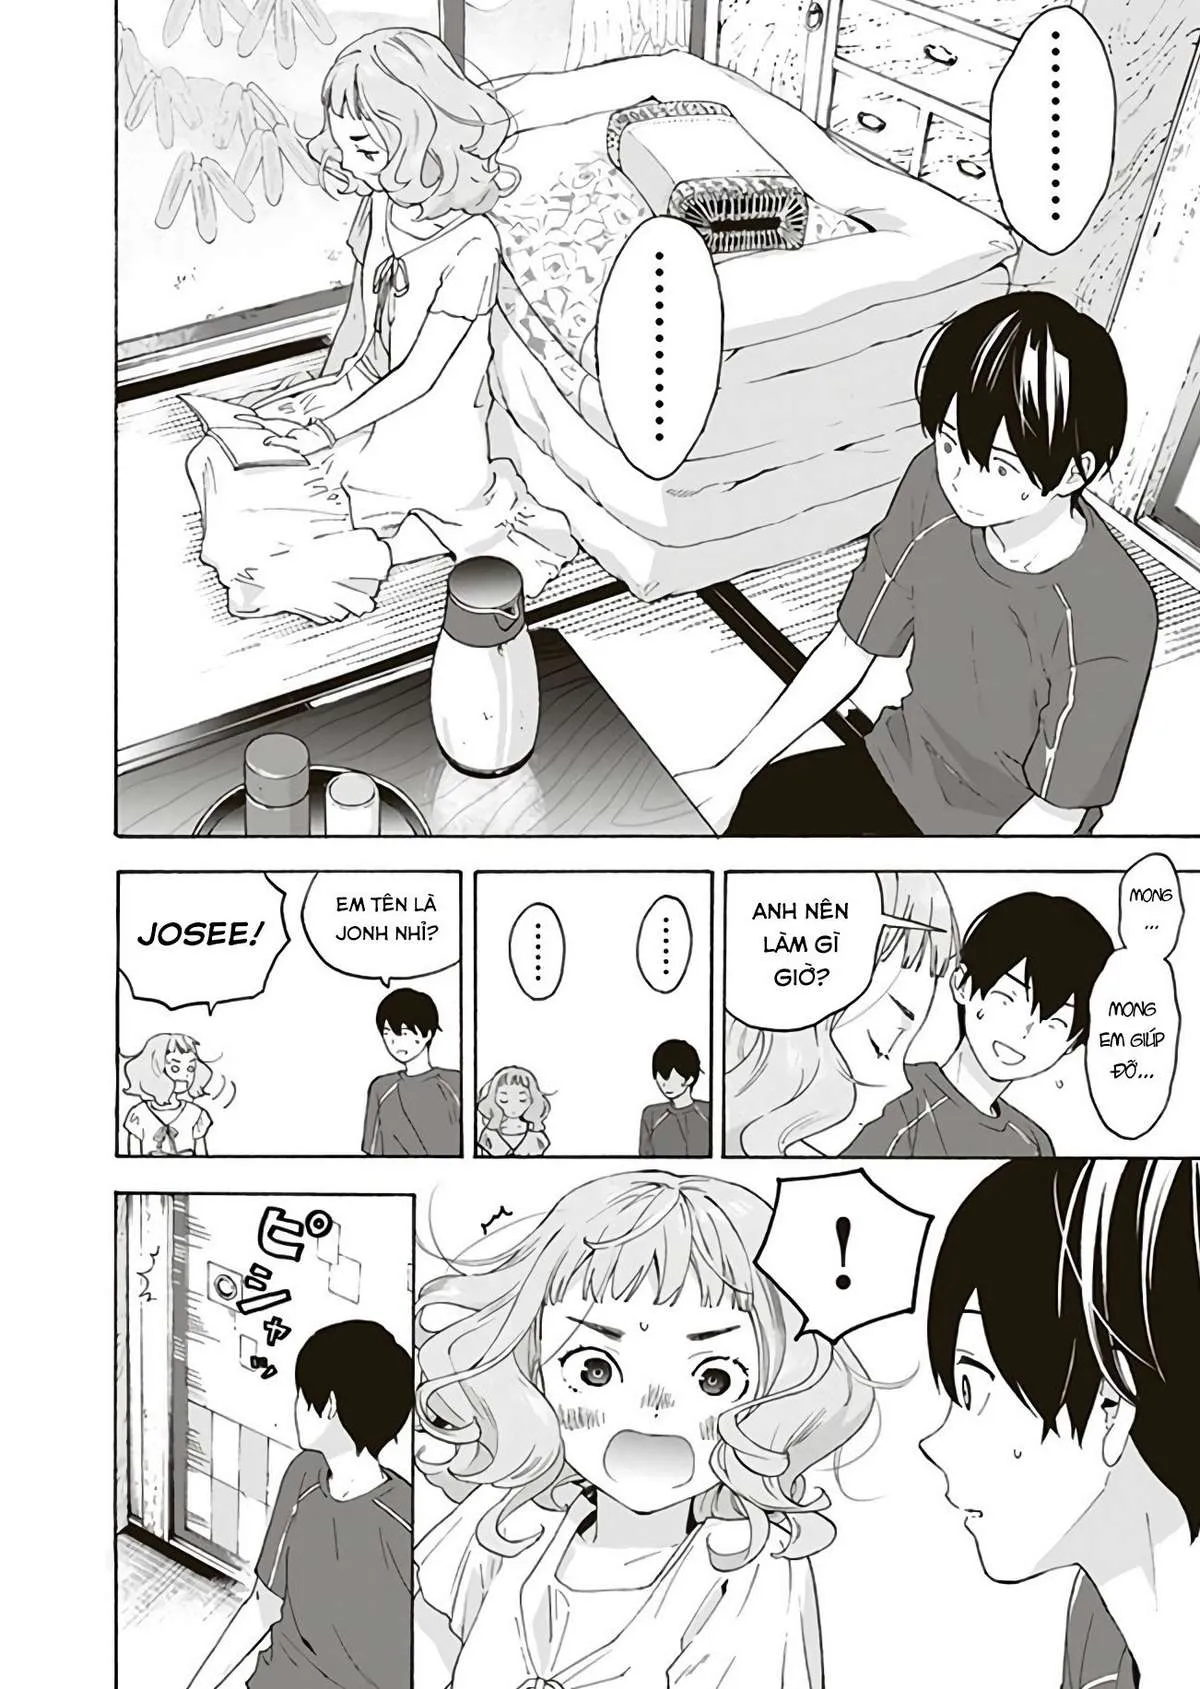 MONG
...
MONG
EM GIÚP
ĐỠ...
ANH NÊN
LÀM GÌ
GIỜ?
EM TÊN LÀ
JONH NHỈ?
JOSEE!
!
ピシャッ